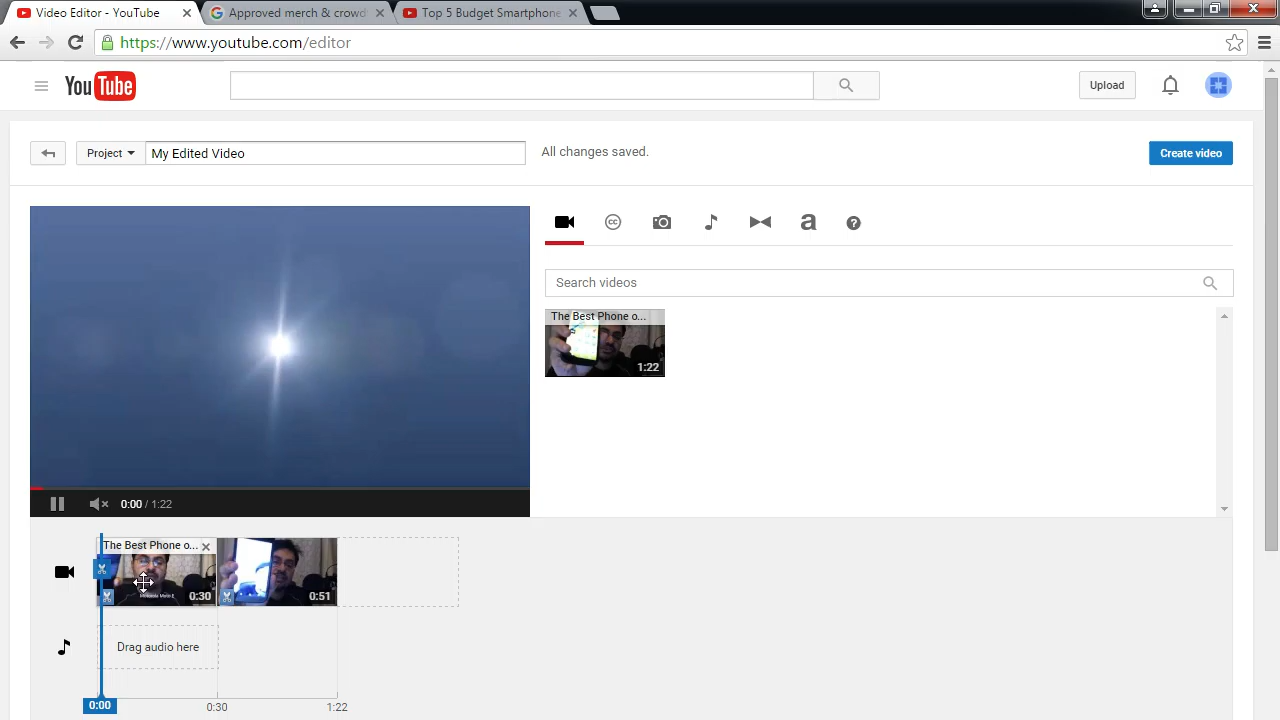 Video Editor - YouTube
Approved merch & crowd
Top 5 Budget Smartphone
https://www.youtube.com/editor
YouTube
Upload
Project
My Edited Video
All changes saved.
Create video
cc
a
?
Search videos
The Best Phone o...
1:22
0:00 / 1:22
The Best Phone o...
0:30
0:51
Drag audio here
0:00
0:30
1:22